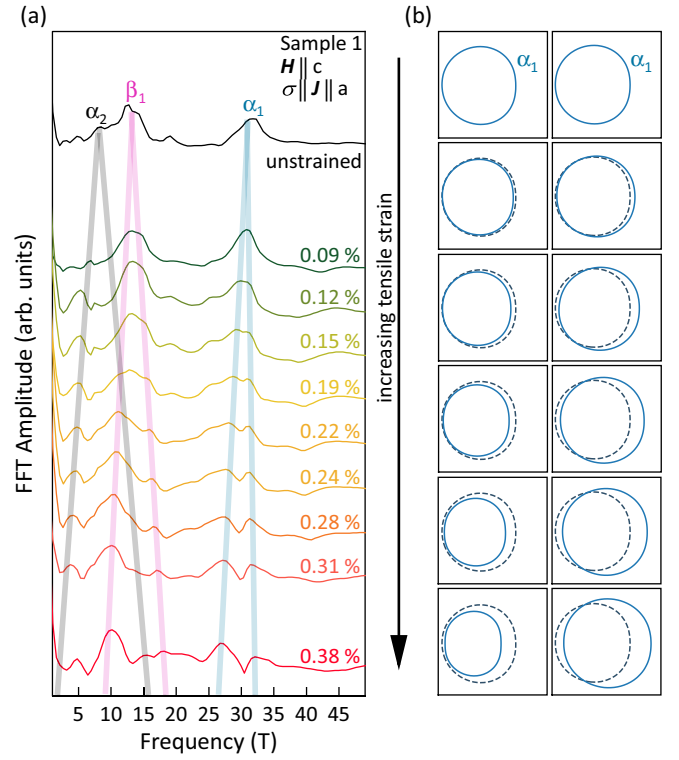 (a)
(b)
Sample 1
H || c
σ || J || a
α₂
β₁
α₁
unstrained
0.09 %
0.12 %
0.15 %
0.19 %
0.22 %
0.24 %
0.28 %
0.31 %
0.38 %
FFT Amplitude (arb. units)
5 10 15 20 25 30 35 40 45
Frequency (T)
increasing tensile strain
α₁
α₁